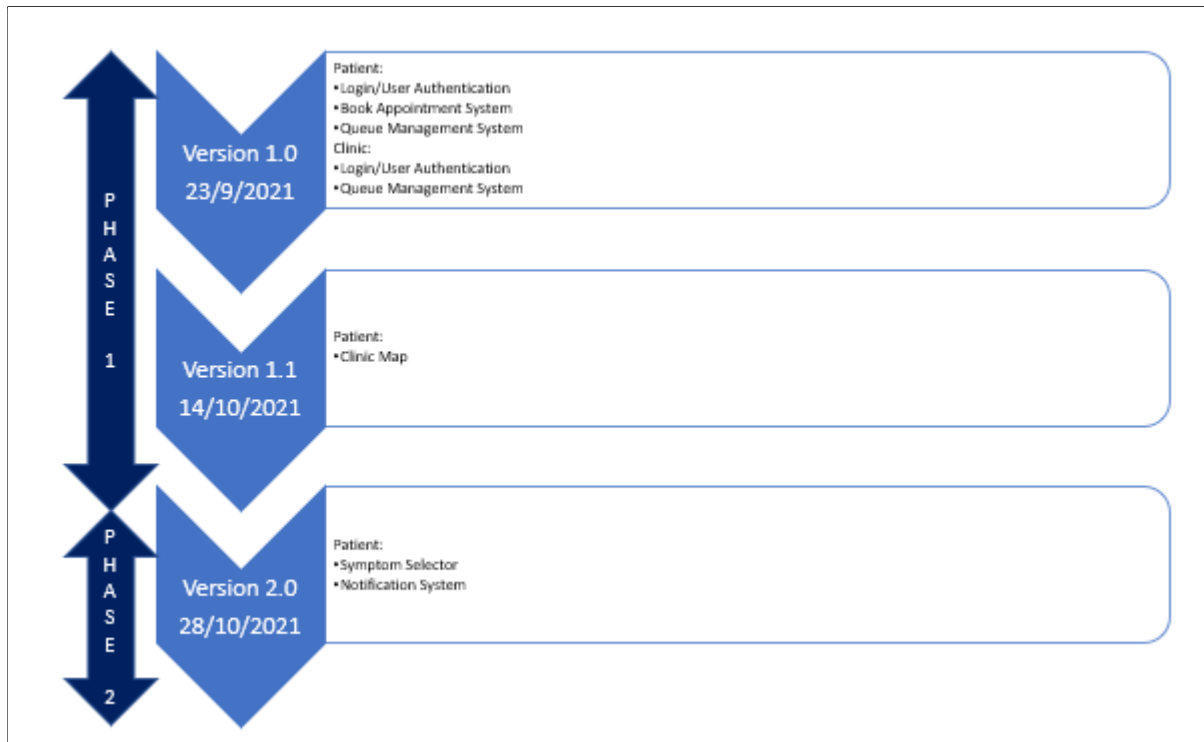 PHASE 1
Version 1.0
23/9/2021
Patient:
•Login/User Authentication
•Book Appointment System
•Queue Management System
Clinic:
•Login/User Authentication
•Queue Management System
Version 1.1
14/10/2021
Patient:
•Clinic Map
PHASE 2
Version 2.0
28/10/2021
Patient:
•Symptom Selector
•Notification System